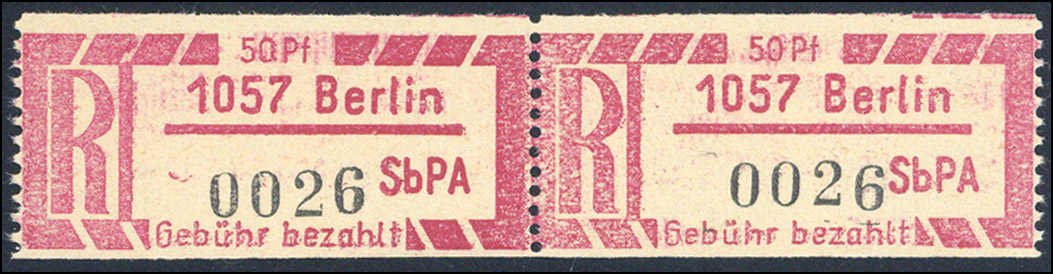 50 Pf
R
1057 Berlin
0026 SbPA
Gebühr bezahlt
50 Pf
R
1057 Berlin
0026 SbPA
Gebühr bezahlt